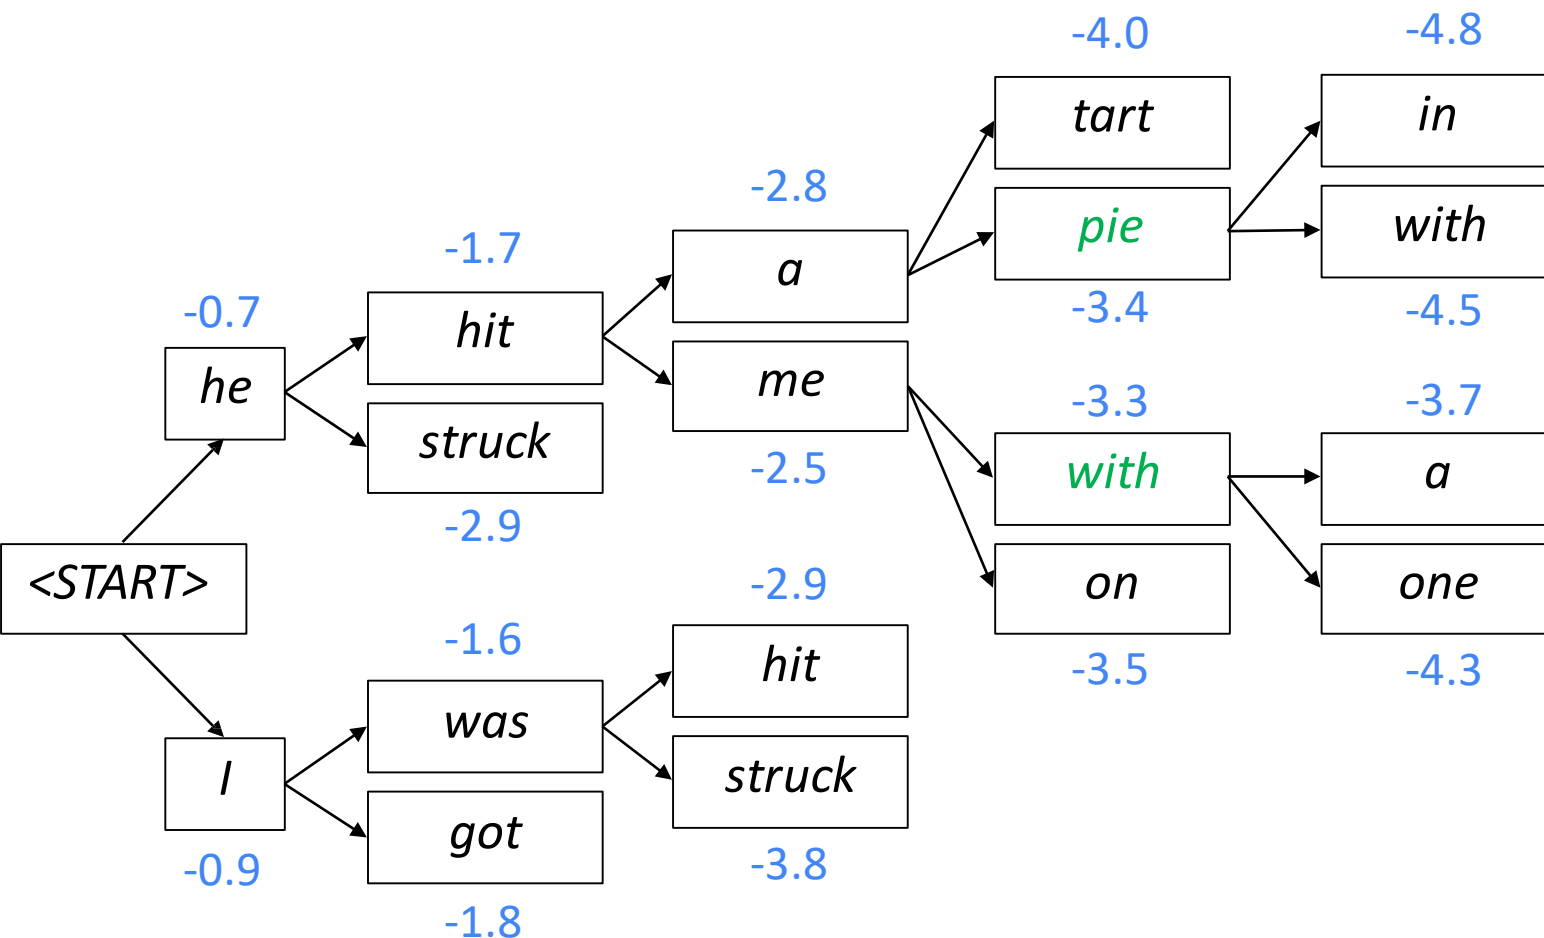 -4.0
-4.8
tart
in
-2.8
pie
with
-1.7
a
-3.4
-4.5
-0.7
hit
me
-3.3
-3.7
he
struck
-2.5
with
a
-2.9
<START>
-2.9
on
one
-1.6
hit
-3.5
-4.3
was
I
struck
got
-0.9
-3.8
-1.8